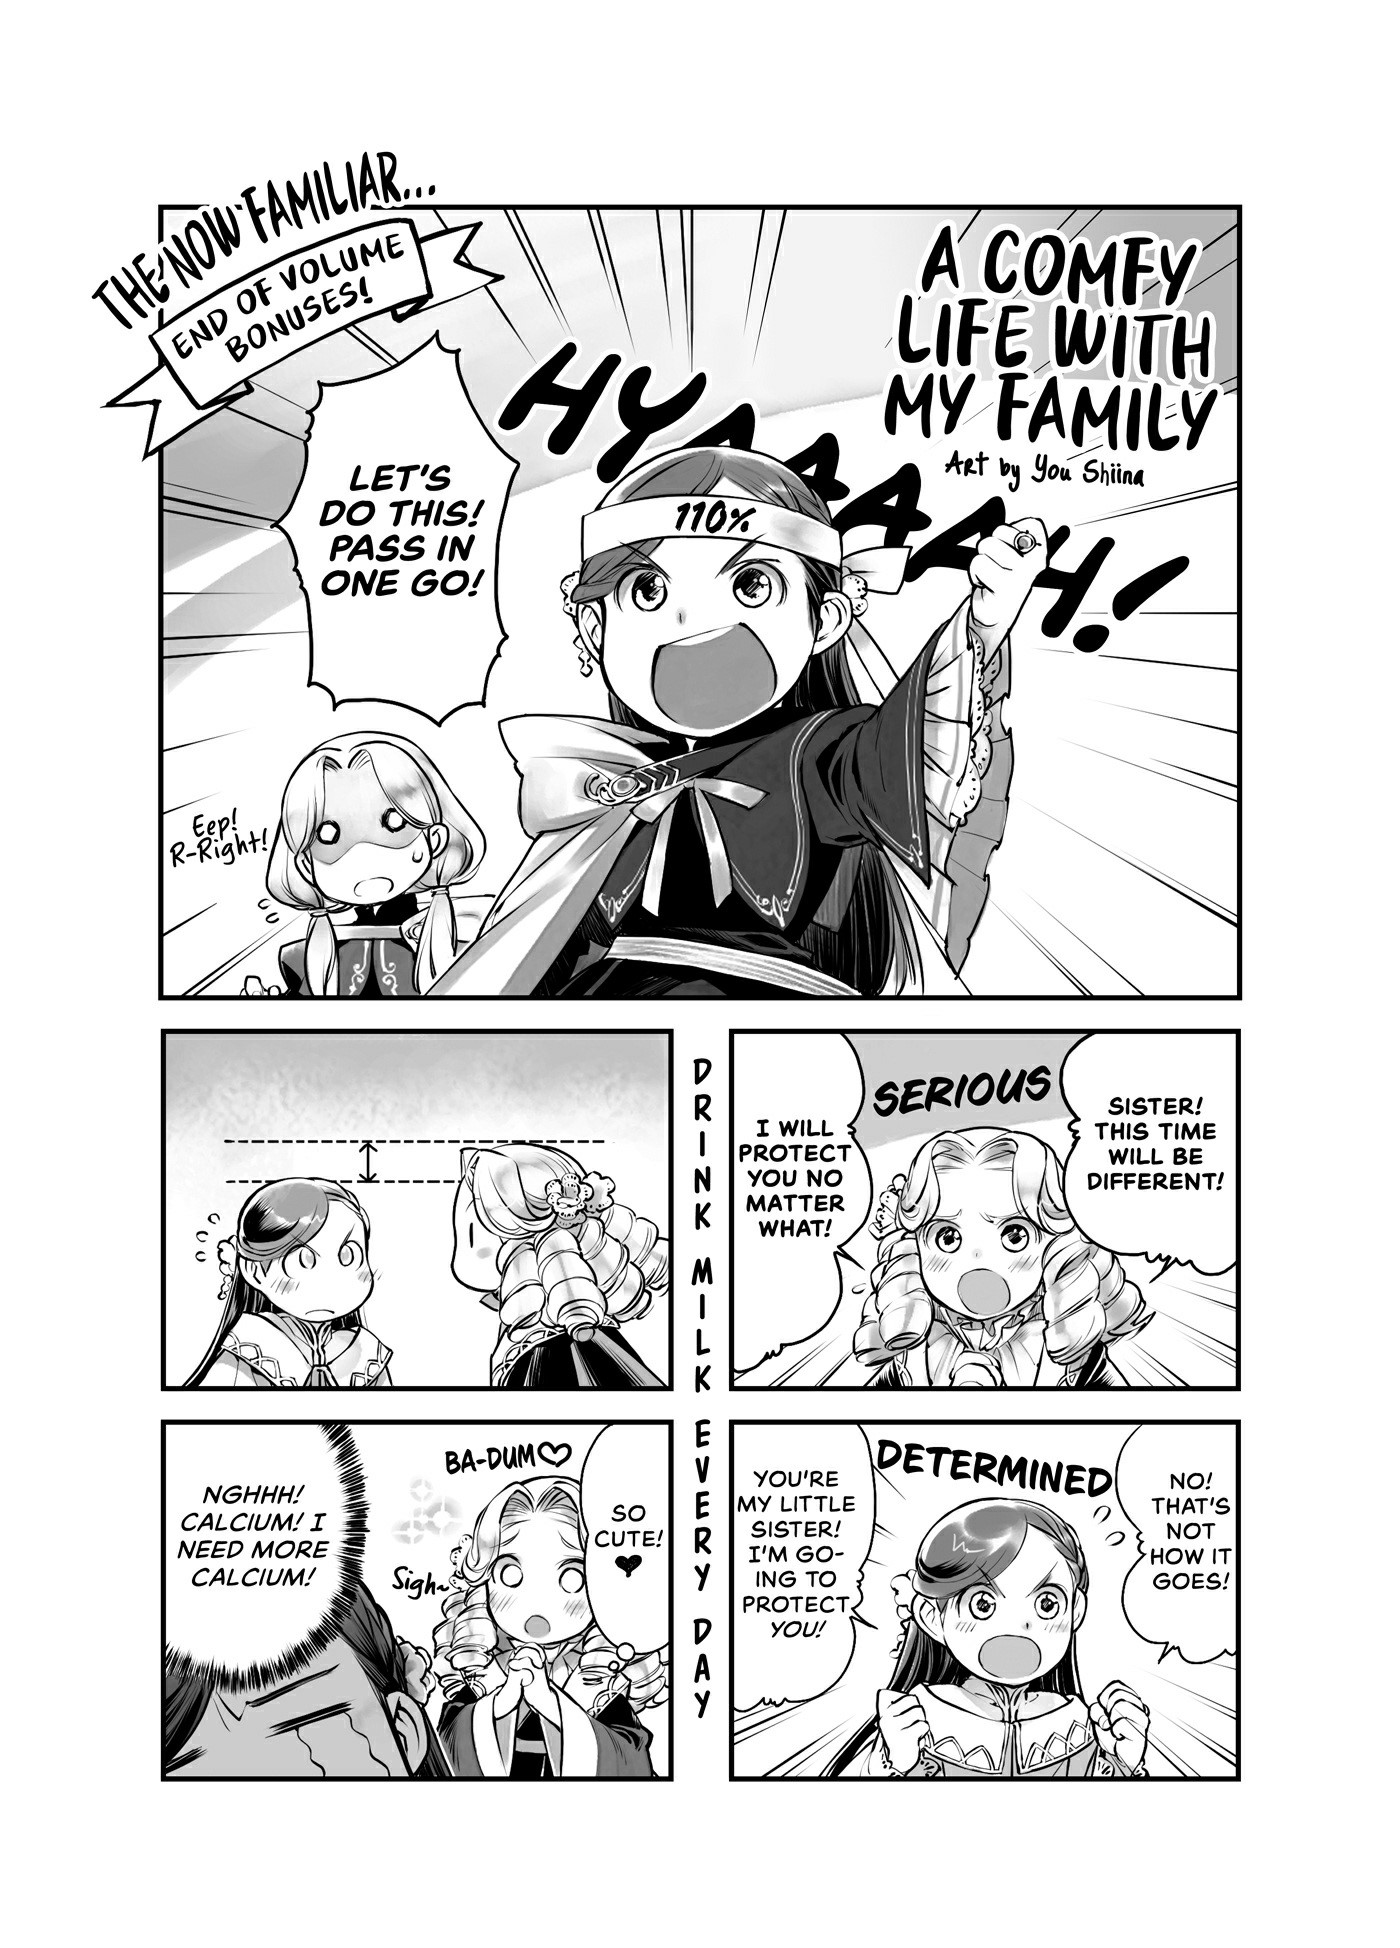 THE NOW FAMILIAR...
END OF VOLUME
BONUSES!
A COMFY
LIFE WITH
MY FAMILY
Art by You Shiina
HYAAAAAH!
LET'S
DO THIS!
PASS IN
ONE GO!
110%
Eep!
R-Right!
DRINK MILK EVERY DAY
SERIOUS
SISTER!
THIS TIME
WILL BE
DIFFERENT!
I WILL
PROTECT
YOU NO
MATTER
WHAT!
DETERMINED
NO!
THAT'S
NOT
HOW IT
GOES!
YOU'RE
MY LITTLE
SISTER!
I'M GO-
ING TO
PROTECT
YOU!
BA-DUM♡
SO
CUTE!
♥
Sigh~
NGHHH!
CALCIUM! I
NEED MORE
CALCIUM!